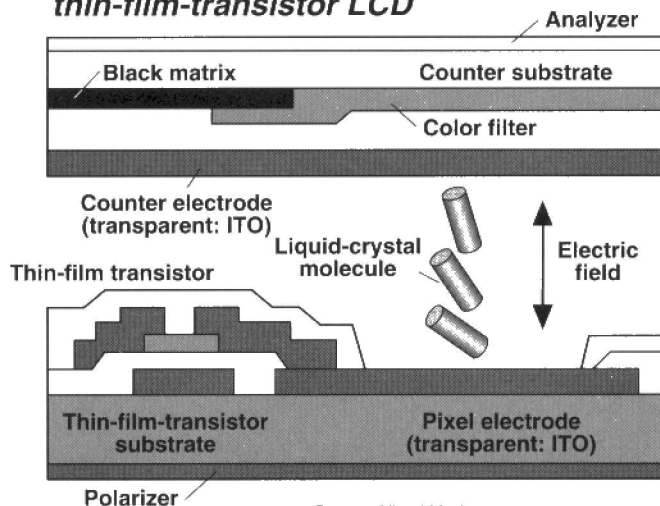 thin-film-transistor LCD
Analyzer
Black matrix
Counter substrate
Color filter
Counter electrode
(transparent: ITO)
Liquid-crystal
molecule
Electric
field
Thin-film transistor
Thin-film-transistor
substrate
Pixel electrode
(transparent: ITO)
Polarizer